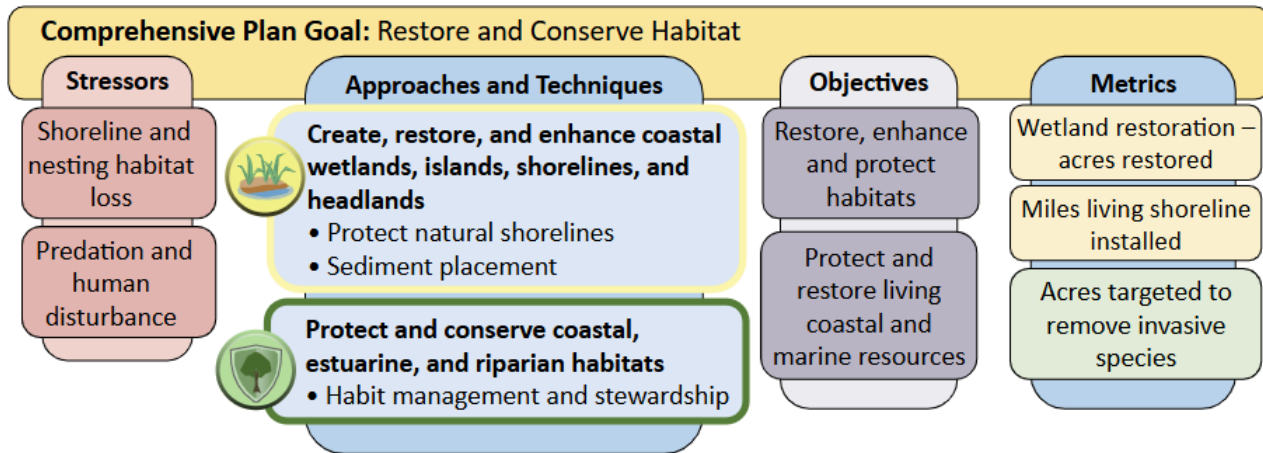 Comprehensive Plan Goal: Restore and Conserve Habitat
Stressors
Shoreline and
nesting habitat
loss
Predation and
human
disturbance
Approaches and Techniques
Create, restore, and enhance coastal
wetlands, islands, shorelines, and
headlands
• Protect natural shorelines
• Sediment placement
Protect and conserve coastal,
estuarine, and riparian habitats
• Habit management and stewardship
Objectives
Restore, enhance
and protect
habitats
Protect and
restore living
coastal and
marine resources
Metrics
Wetland restoration –
acres restored
Miles living shoreline
installed
Acres targeted to
remove invasive
species